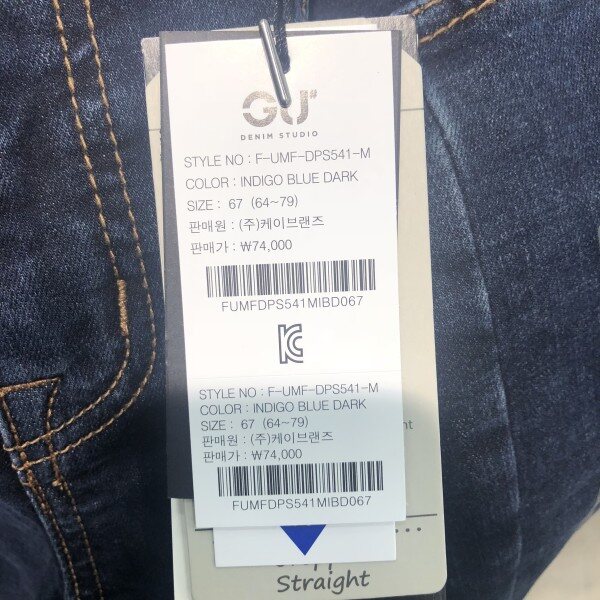 GU
DENIM STUDIO
STYLE NO : F-UMF-DPS541-M
COLOR : INDIGO BLUE DARK
SIZE : 67 (64~79)
판매원 : (주)케이브랜즈
판매가 : ₩74,000
FUMFDPS541MIBD067
STYLE NO : F-UMF-DPS541-M
COLOR : INDIGO BLUE DARK
SIZE : 67 (64~79)
판매원 : (주)케이브랜즈
판매가 : ₩74,000
FUMFDPS541MIBD067
Straight